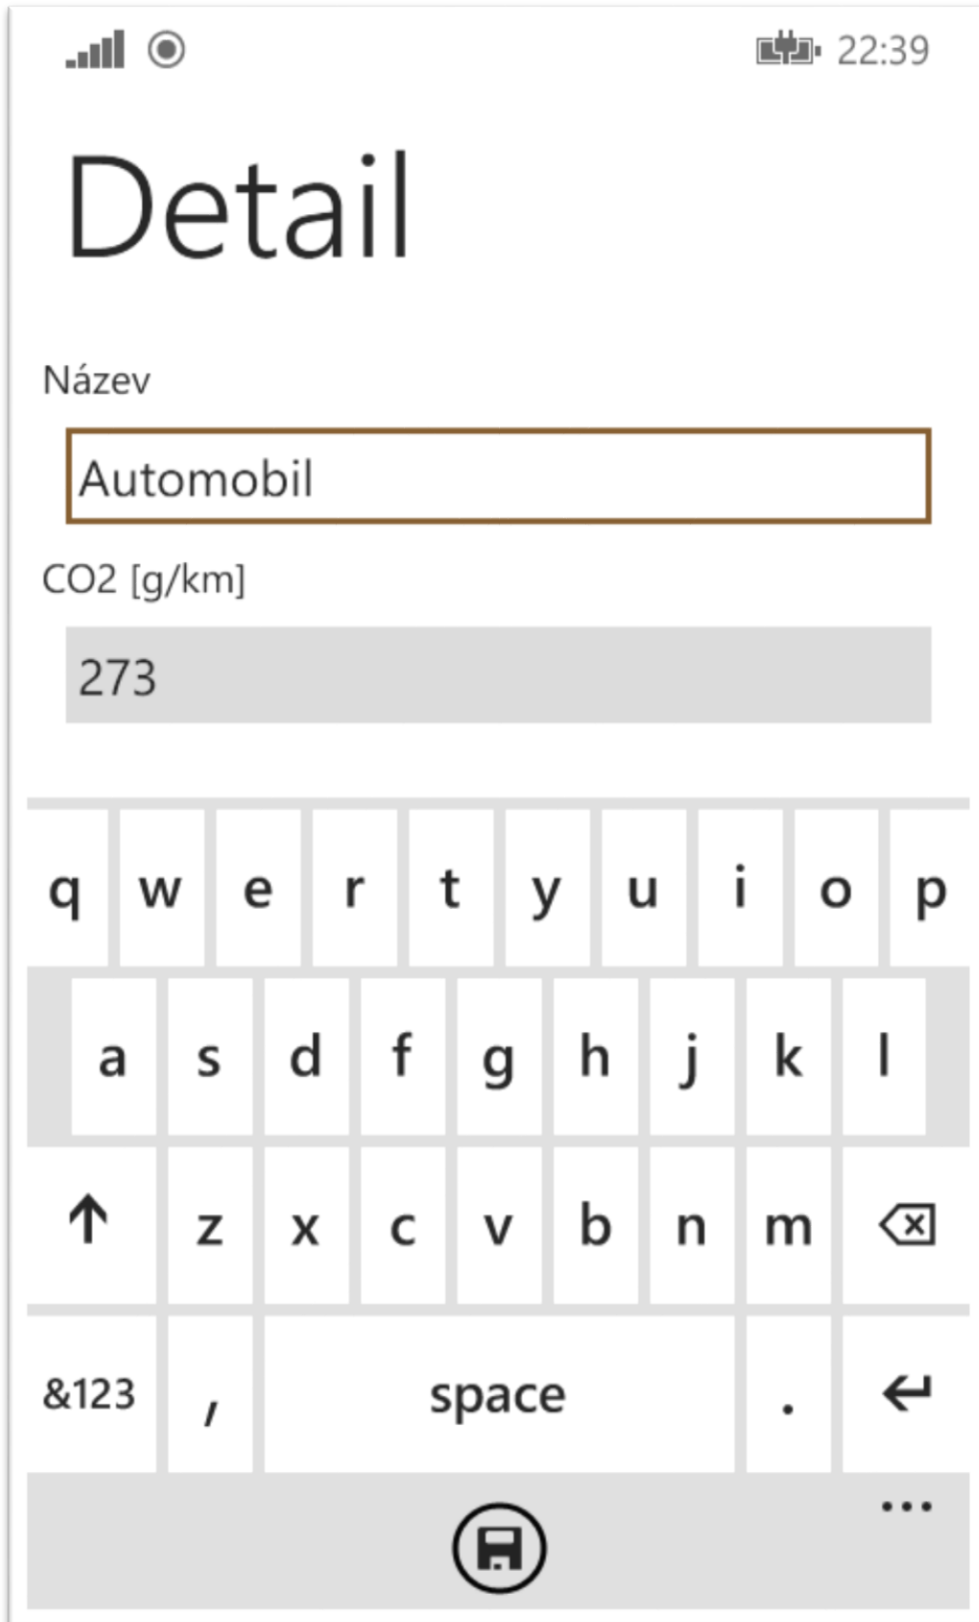 22:39
Detail
Název
Automobil
CO2 [g/km]
273
q w e r t y u i o p
a s d f g h j k l
z x c v b n m
&123 , space .